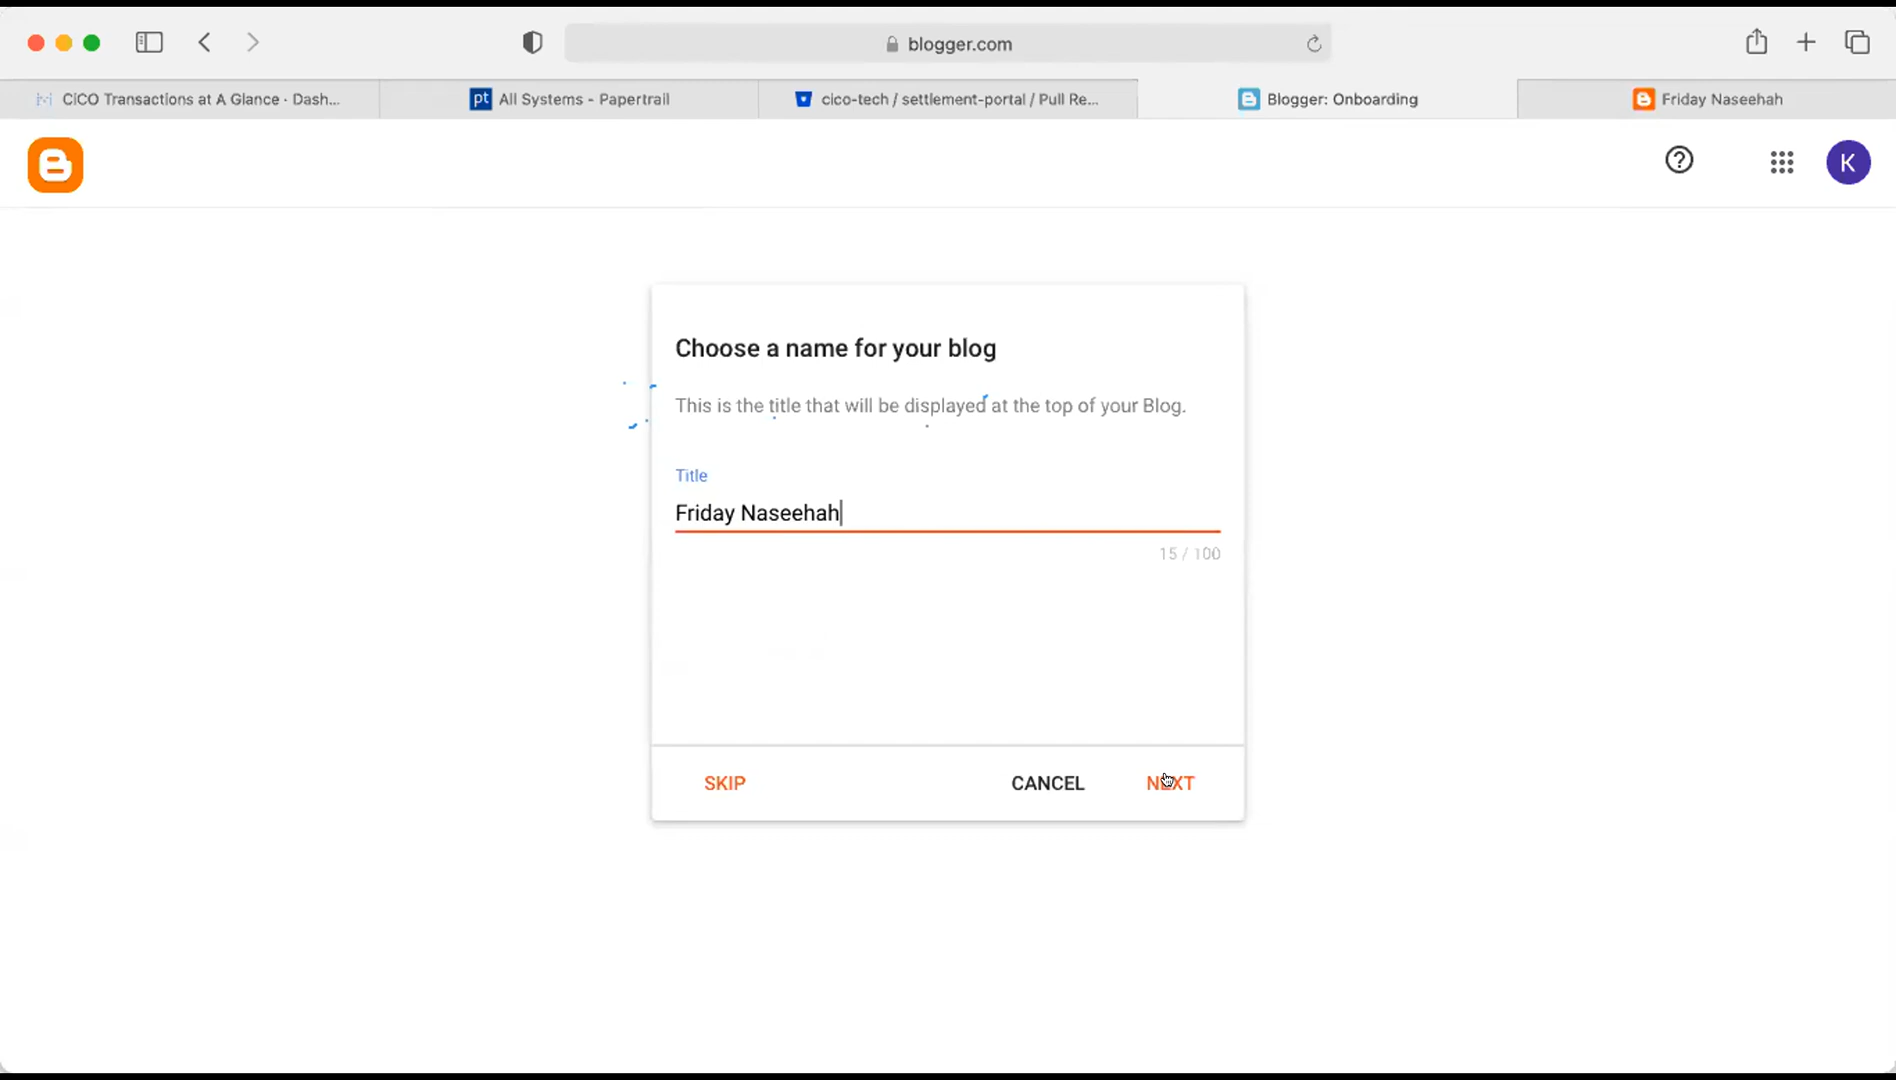 blogger.com
CiCO Transactions at A Glance · Dash...
pt All Systems - Papertrail
cico-tech / settlement-portal / Pull Re...
Blogger: Onboarding
Friday Naseehah
K
Choose a name for your blog
This is the title that will be displayed at the top of your Blog.
Title
Friday Naseehah
15 / 100
SKIP
CANCEL
NEXT